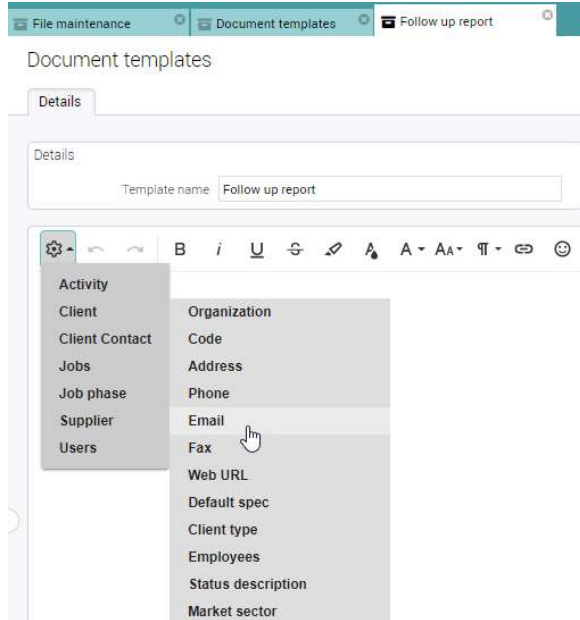 File maintenance
Document templates
Follow up report
Document templates
Details
Details
Template name Follow up report
B i U S A A AA ¶
Activity
Client
Client Contact
Jobs
Job phase
Supplier
Users
Organization
Code
Address
Phone
Email
Fax
Web URL
Default spec
Client type
Employees
Status description
Market sector